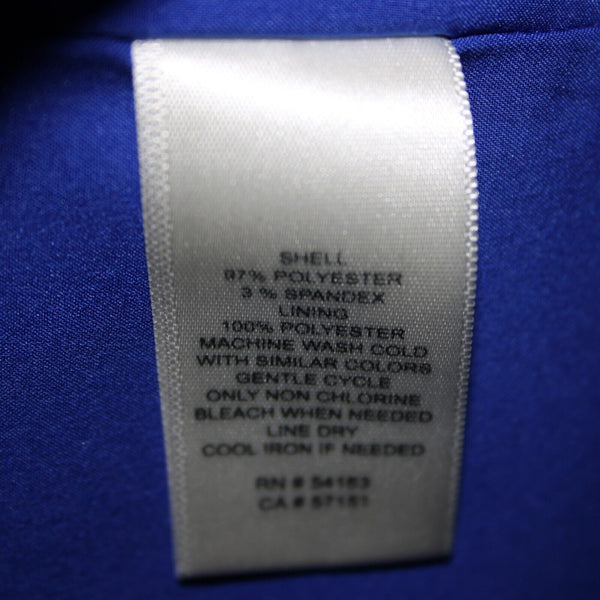 SHELL
97% POLYESTER
3 % SPANDEX
LINING
100% POLYESTER
MACHINE WASH COLD
WITH SIMILAR COLORS
GENTLE CYCLE
ONLY NON CHLORINE
BLEACH WHEN NEEDED
LINE DRY
COOL IRON IF NEEDED
RN #
CA # 57151